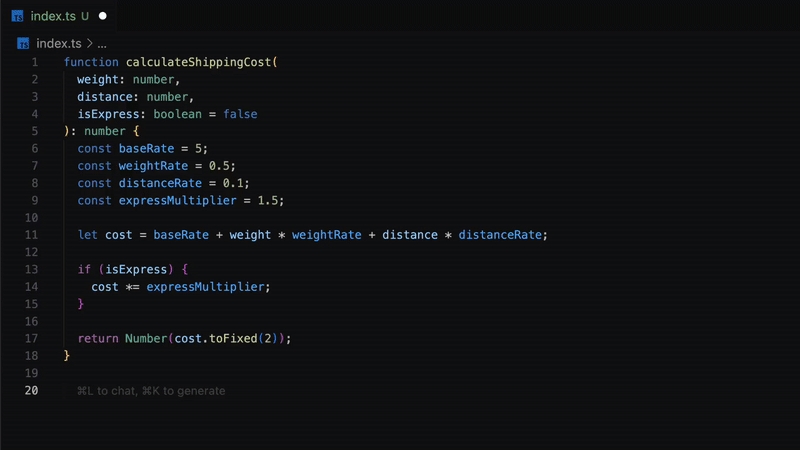 TS index.ts U
TS index.ts > ...
1 function calculateShippingCost(
2 weight: number,
3 distance: number,
4 isExpress: boolean = false
5 ): number {
6 const baseRate = 5;
7 const weightRate = 0.5;
8 const distanceRate = 0.1;
9 const expressMultiplier = 1.5;
10
11 let cost = baseRate + weight * weightRate + distance * distanceRate;
12
13 if (isExpress) {
14 cost *= expressMultiplier;
15 }
16
17 return Number(cost.toFixed(2));
18 }
19
20 ⌘L to chat, ⌘K to generate